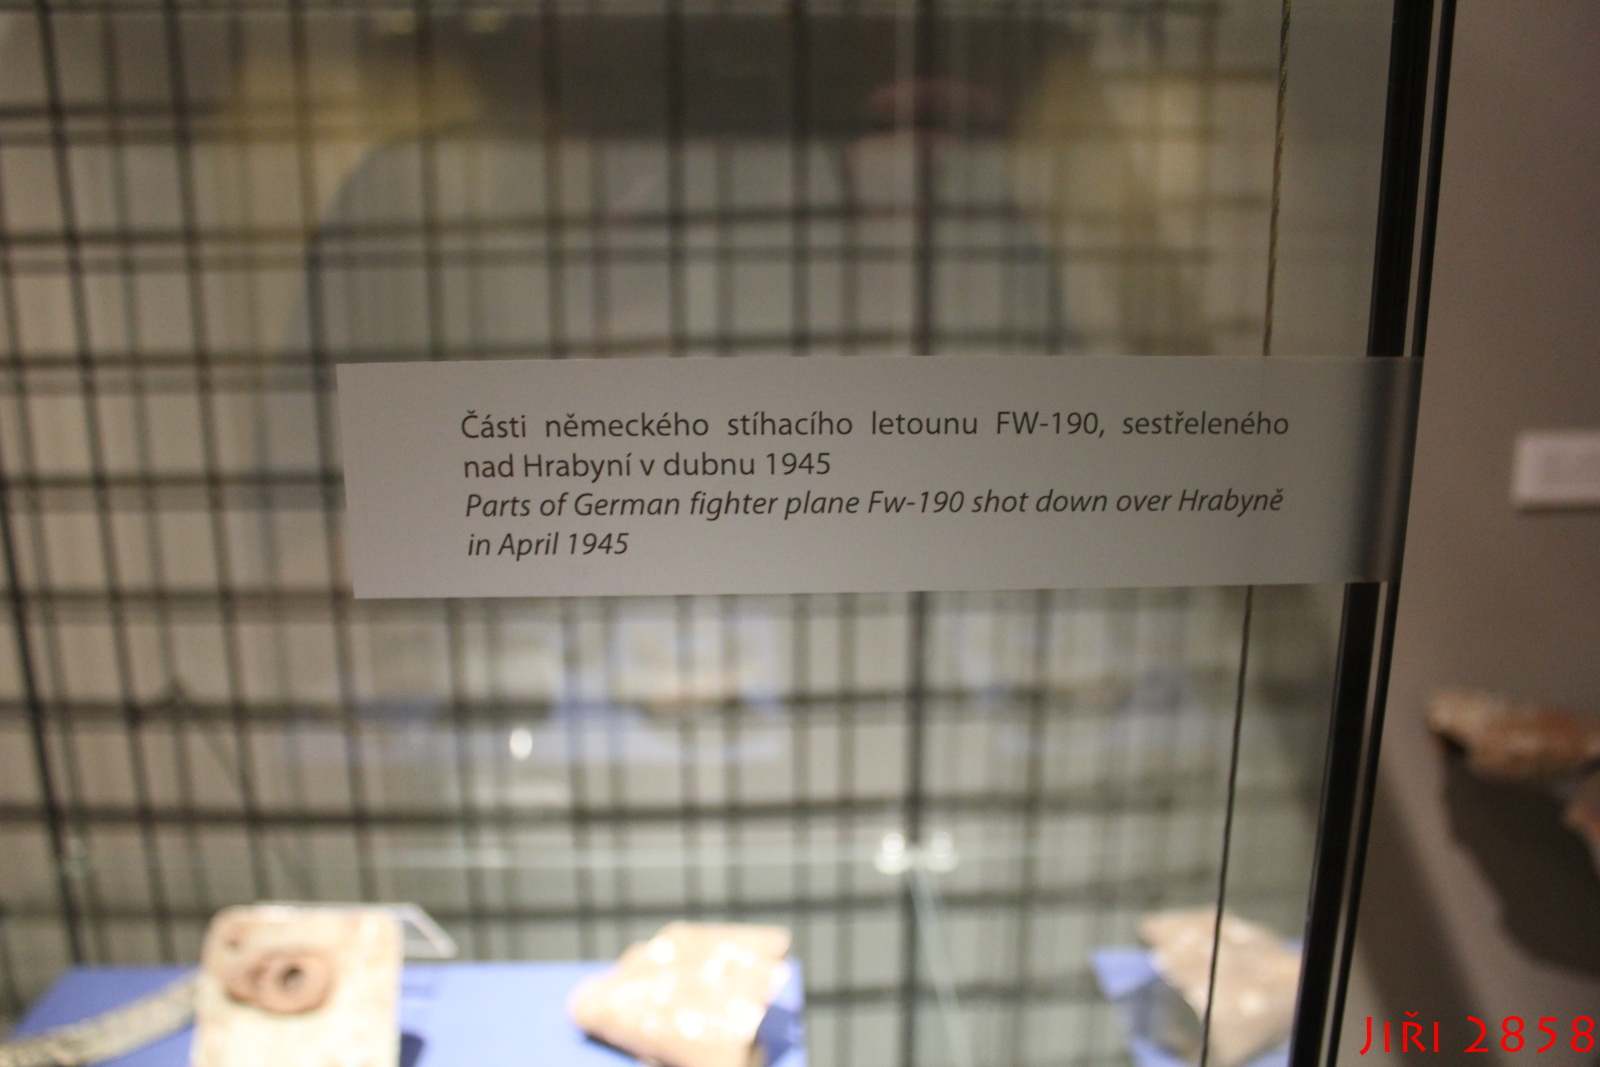 Části německého stíhacího letounu FW-190, sestřeleného
nad Hrabyní v dubnu 1945
Parts of German fighter plane Fw-190 shot down over Hrabyně
in April 1945
JIŘI 2858